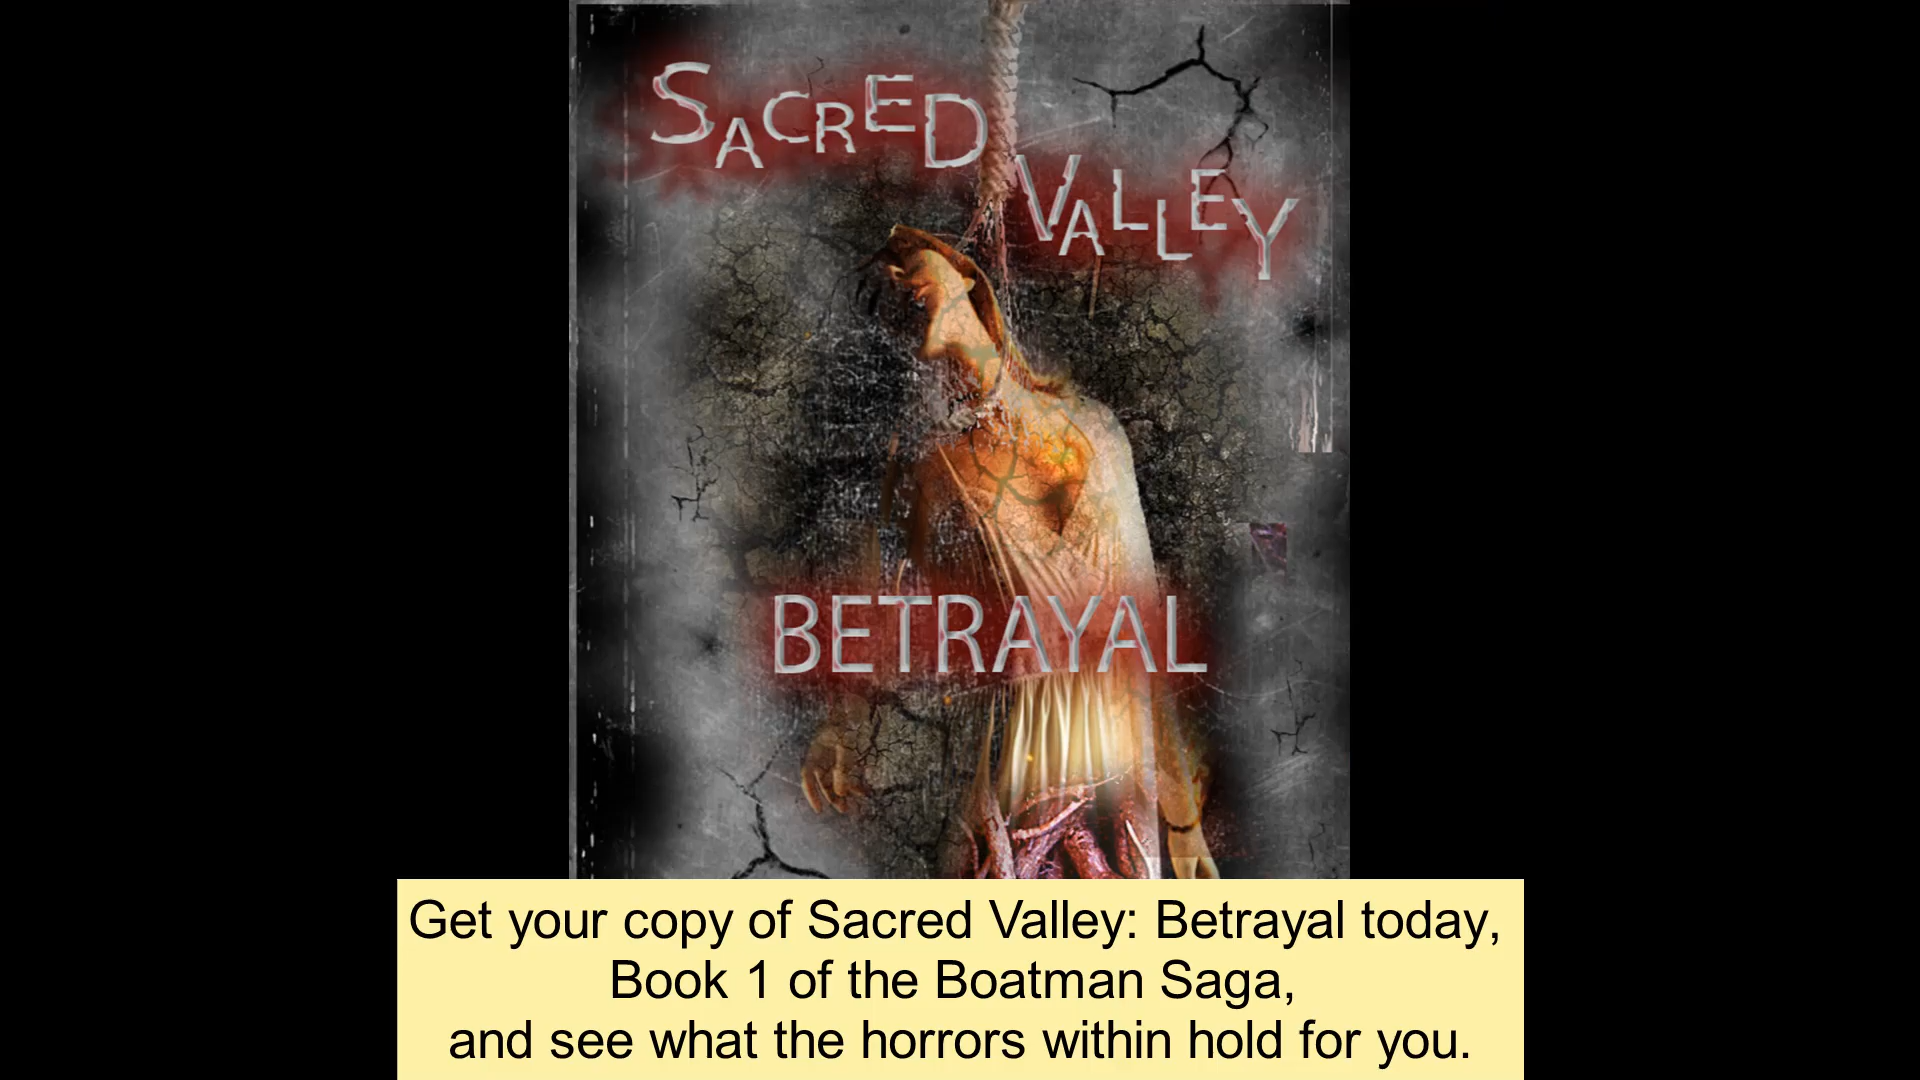 SACRED
VALLEY
BETRAYAL
Get your copy of Sacred Valley: Betrayal today,
Book 1 of the Boatman Saga,
and see what the horrors within hold for you.